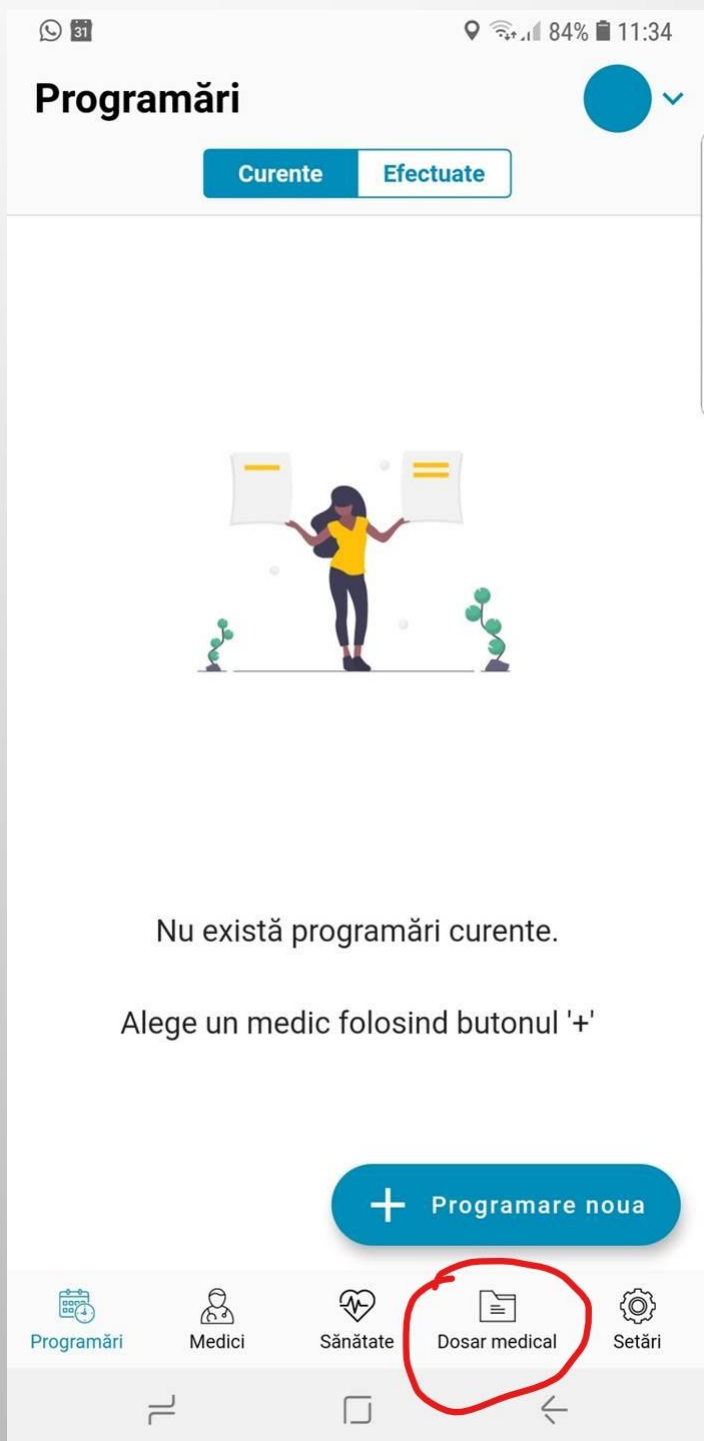 31
84% 11:34
Programări
Curente Efectuate
Nu există programări curente.
Alege un medic folosind butonul '+'
+ Programare noua
Programări Medici Sănătate Dosar medical Setări